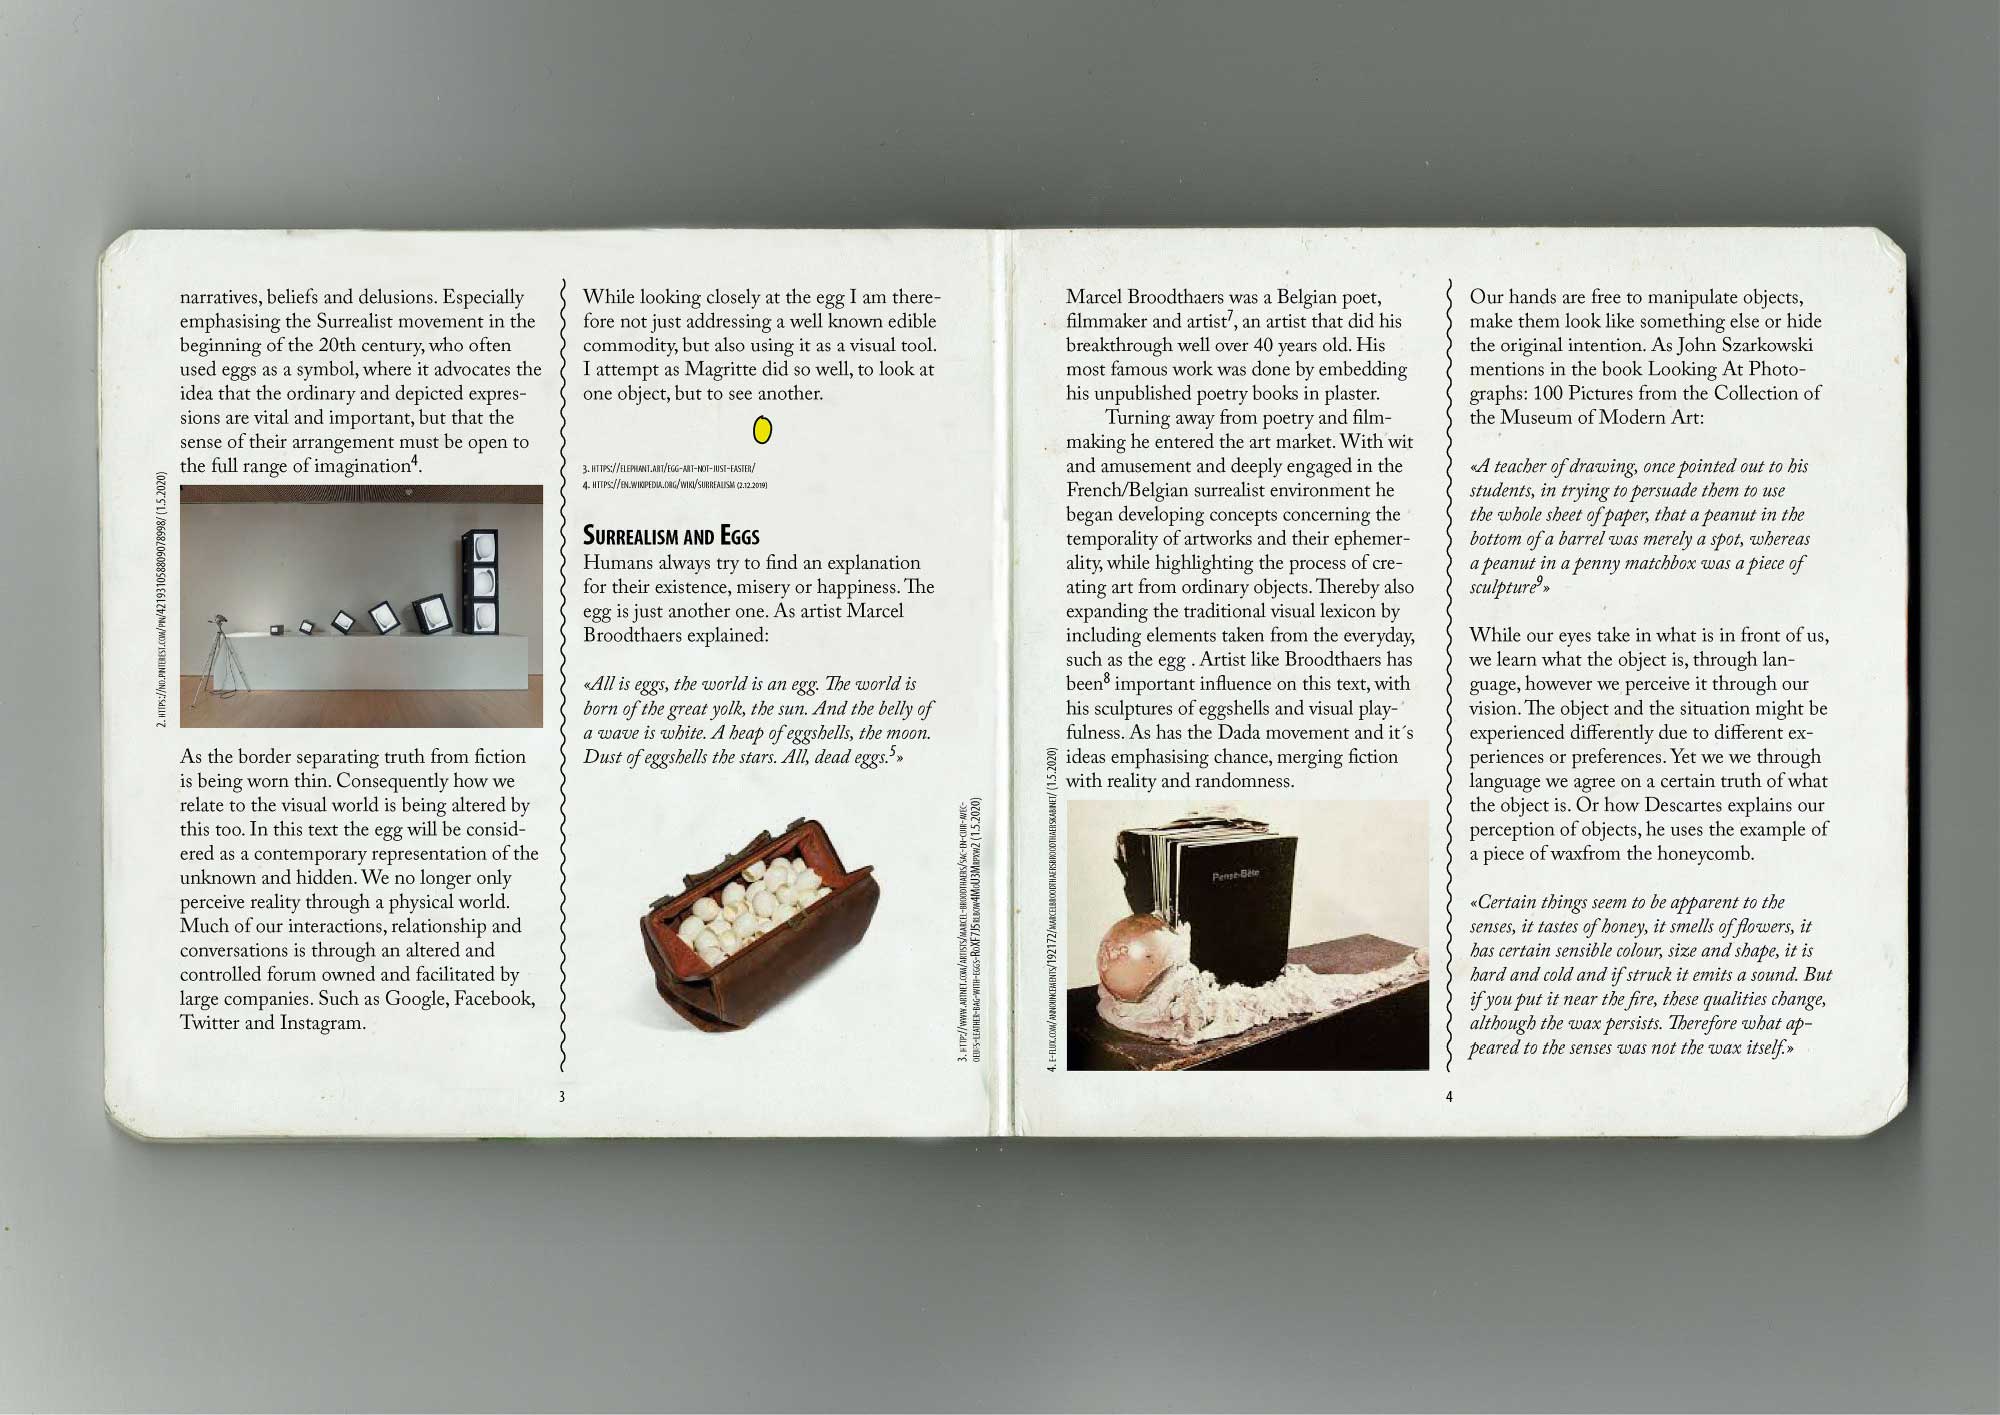 narratives, beliefs and delusions. Especially
emphasising the Surrealist movement in the
beginning of the 20th century, who often
used eggs as a symbol, where it advocates the
idea that the ordinary and depicted expres-
sions are vital and important, but that the
sense of their arrangement must be open to
the full range of imagination4.
2. https://no.pinterest.com/pin/421931058809078998/ (1.5.2020)
As the border separating truth from fiction
is being worn thin. Consequently how we
relate to the visual world is being altered by
this too. In this text the egg will be consid-
ered as a contemporary representation of the
unknown and hidden. We no longer only
perceive reality through a physical world.
Much of our interactions, relationship and
conversations is through an altered and
controlled forum owned and facilitated by
large companies. Such as Google, Facebook,
Twitter and Instagram.
While looking closely at the egg I am there-
fore not just addressing a well known edible
commodity, but also using it as a visual tool.
I attempt as Magritte did so well, to look at
one object, but to see another.
3. https://elephant.art/egg-art-not-just-easter/
4. https://en.wikipedia.org/wiki/Surrealism (2.12.2019)
Surrealism and Eggs
Humans always try to find an explanation
for their existence, misery or happiness. The
egg is just another one. As artist Marcel
Broodthaers explained:
«All is eggs, the world is an egg. The world is
born of the great yolk, the sun. And the belly of
a wave is white. A heap of eggshells, the moon.
Dust of eggshells the stars. All, dead eggs.5»
3. http://www.artnet.com/artists/marcel-broodthaers/sac-en-cuir-avec-
(1.5.2020)
3
Marcel Broodthaers was a Belgian poet,
filmmaker and artist7, an artist that did his
breakthrough well over 40 years old. His
most famous work was done by embedding
his unpublished poetry books in plaster.
Turning away from poetry and film-
making he entered the art market. With wit
and amusement and deeply engaged in the
French/Belgian surrealist environment he
began developing concepts concerning the
temporality of artworks and their ephemer-
ality, while highlighting the process of cre-
ating art from ordinary objects. Thereby also
expanding the traditional visual lexicon by
including elements taken from the everyday,
such as the egg . Artist like Broodthaers has
been8 important influence on this text, with
his sculptures of eggshells and visual play-
fulness. As has the Dada movement and it´s
ideas emphasising chance, merging fiction
with reality and randomness.
4. e-flux.com/announcements/192172/marcelbroodthaersbroodthaerskabinet/ (1.5.2020)
Pense-Bête
Our hands are free to manipulate objects,
make them look like something else or hide
the original intention. As John Szarkowski
mentions in the book Looking At Photo-
graphs: 100 Pictures from the Collection of
the Museum of Modern Art:
«A teacher of drawing, once pointed out to his
students, in trying to persuade them to use
the whole sheet of paper, that a peanut in the
bottom of a barrel was merely a spot, whereas
a peanut in a penny matchbox was a piece of
sculpture9»
While our eyes take in what is in front of us,
we learn what the object is, through lan-
guage, however we perceive it through our
vision. The object and the situation might be
experienced differently due to different ex-
periences or preferences. Yet we we through
language we agree on a certain truth of what
the object is. Or how Descartes explains our
perception of objects, he uses the example of
a piece of waxfrom the honeycomb.
«Certain things seem to be apparent to the
senses, it tastes of honey, it smells of flowers, it
has certain sensible colour, size and shape, it is
hard and cold and if struck it emits a sound. But
if you put it near the fire, these qualities change,
although the wax persists. Therefore what ap-
peared to the senses was not the wax itself.»
4